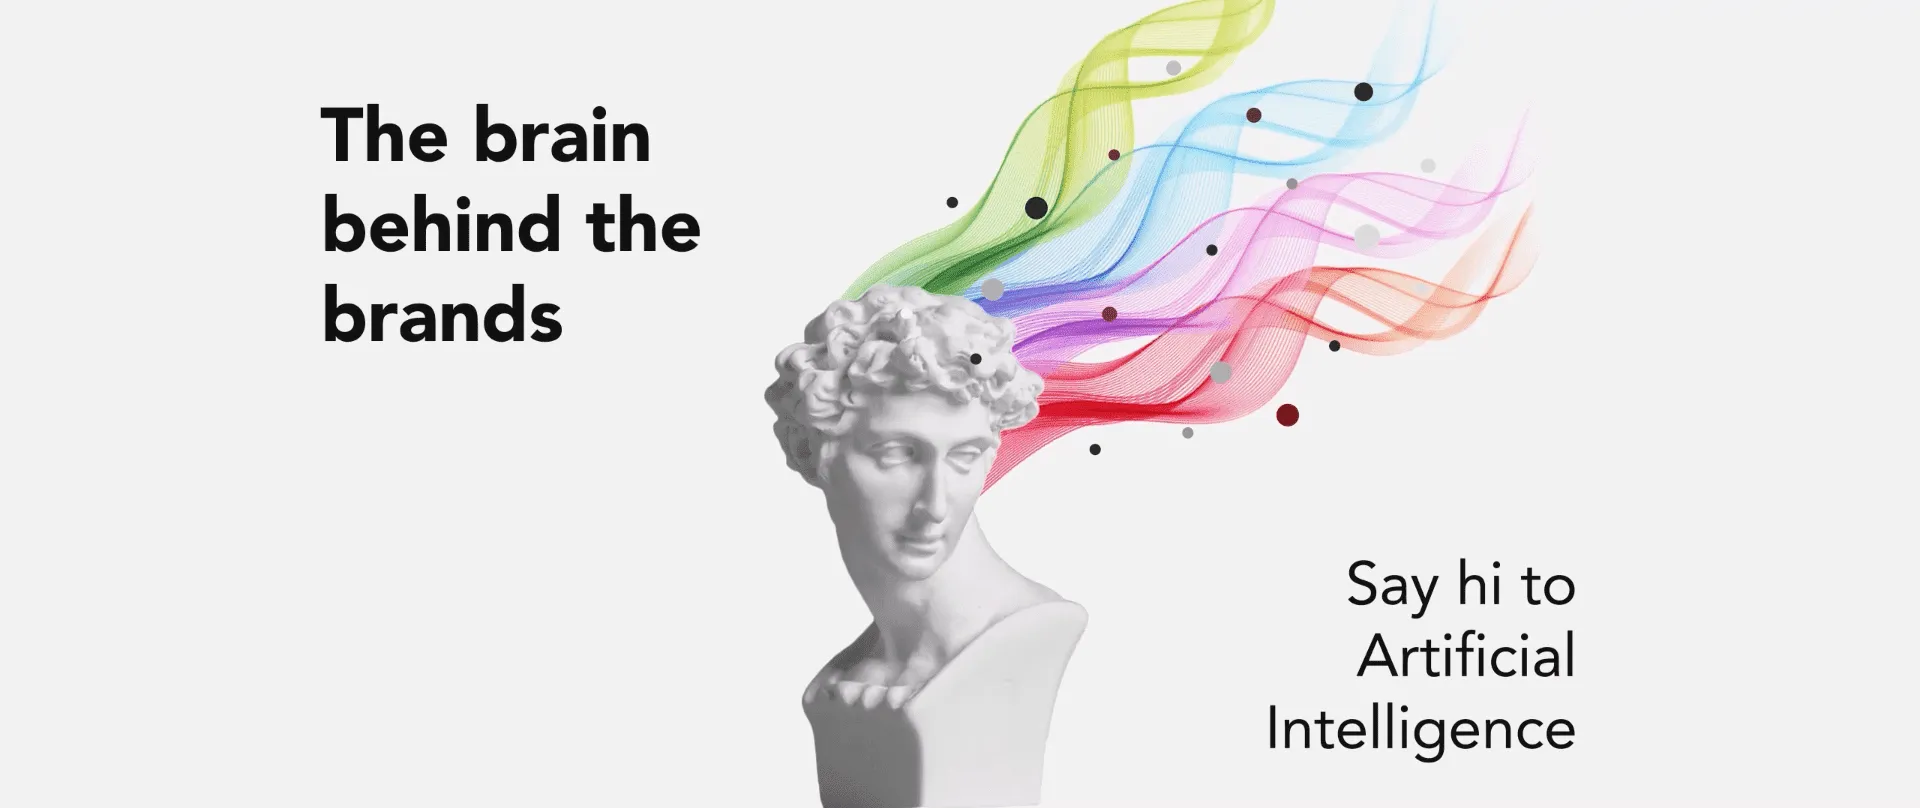 The brain
behind the
brands
Say hi to
Artificial
Intelligence